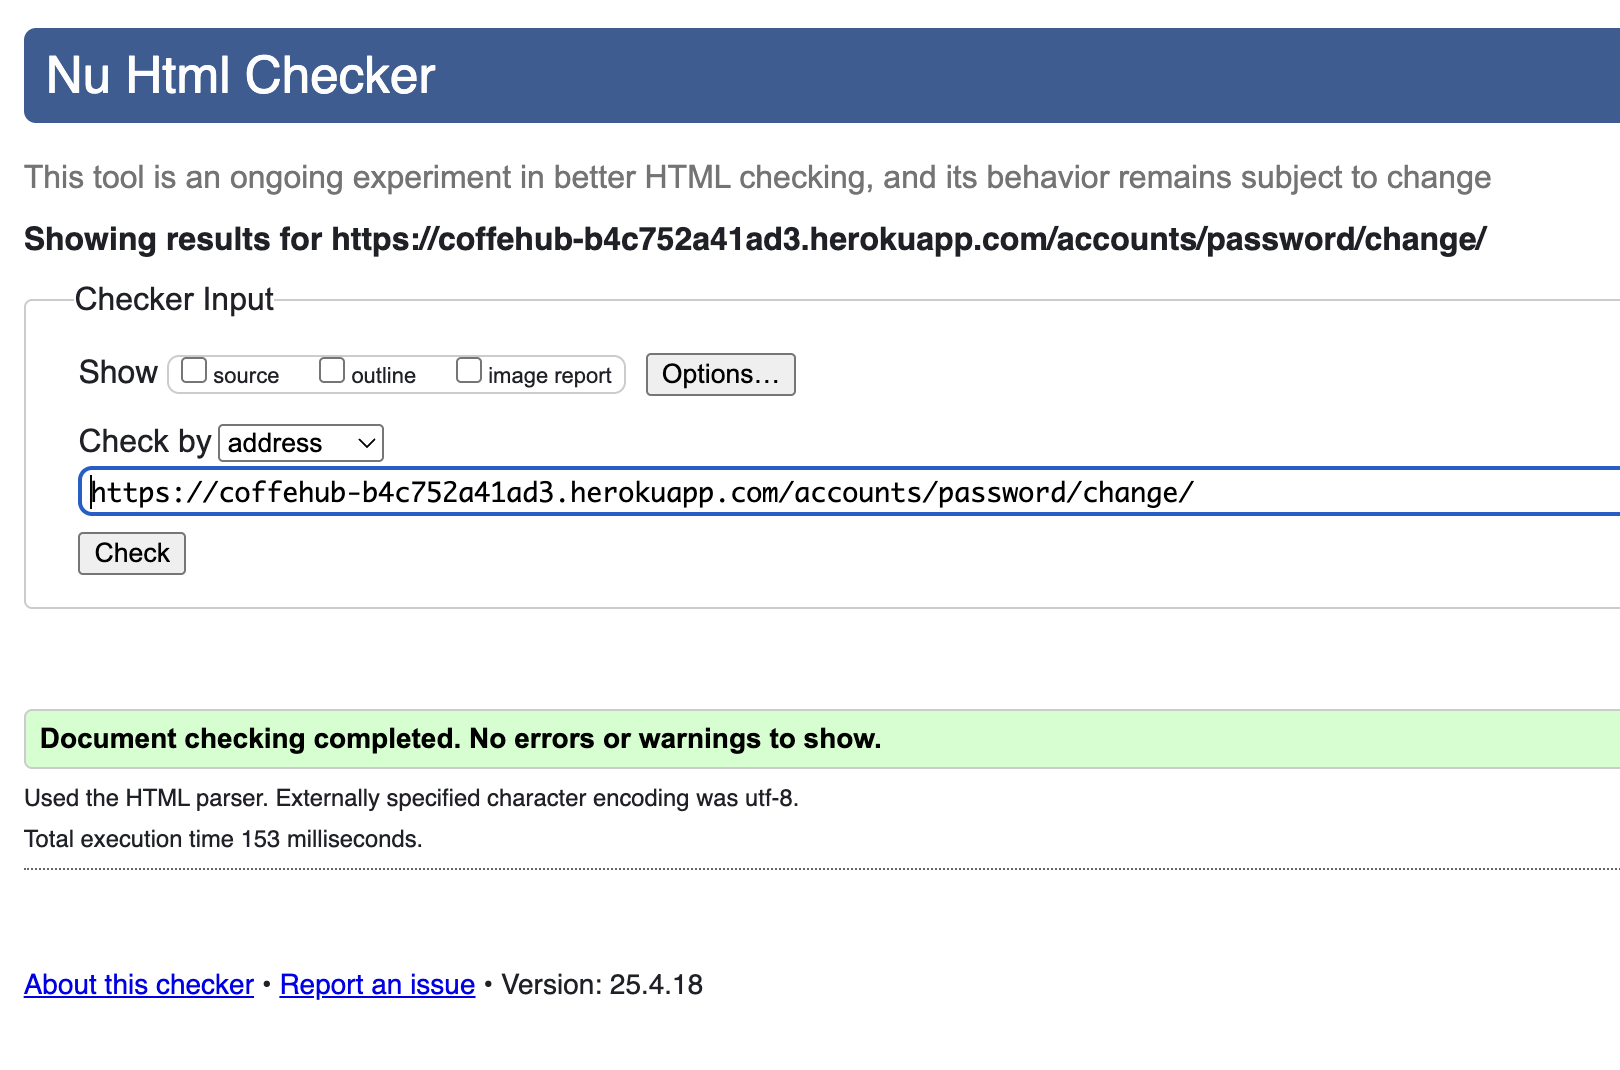 Nu Html Checker
This tool is an ongoing experiment in better HTML checking, and its behavior remains subject to change
Showing results for https://coffehub-b4c752a41ad3.herokuapp.com/accounts/password/change/
Checker Input
Show source outline image report Options...
Check by address
https://coffehub-b4c752a41ad3.herokuapp.com/accounts/password/change/
Check
Document checking completed. No errors or warnings to show.
Used the HTML parser. Externally specified character encoding was utf-8.
Total execution time 153 milliseconds.
About this checker • Report an issue • Version: 25.4.18